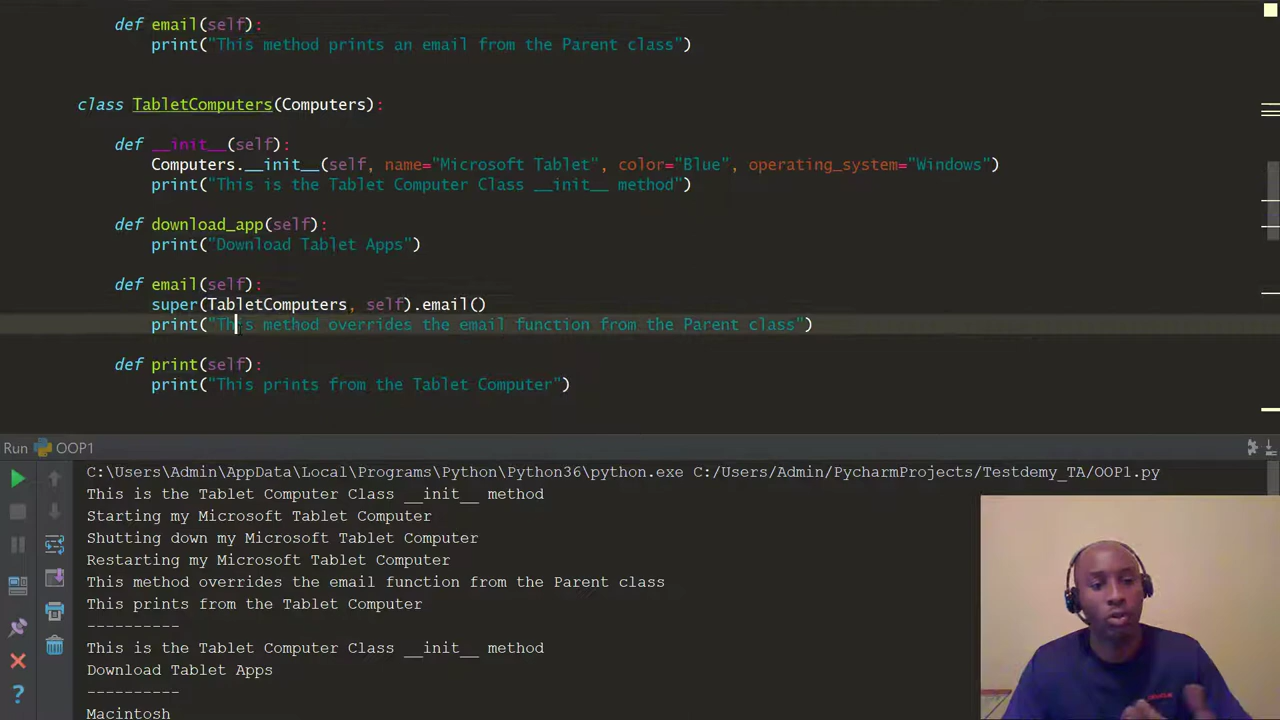 def email(self):
print("This method prints an email from the Parent class")
class TabletComputers(Computers):
def __init__(self):
Computers.__init__(self, name="Microsoft Tablet", color="Blue", operating_system="Windows")
print("This is the Tablet Computer Class __init__ method")
def download_app(self):
print("Download Tablet Apps")
def email(self):
super(TabletComputers, self).email()
print("This method overrides the email function from the Parent class")
def print(self):
print("This prints from the Tablet Computer")
Run OOP1
C:\Users\Admin\AppData\Local\Programs\Python\Python36\python.exe C:/Users/Admin/PycharmProjects/Testdemy_TA/OOP1.py
This is the Tablet Computer Class __init__ method
Starting my Microsoft Tablet Computer
Shutting down my Microsoft Tablet Computer
Restarting my Microsoft Tablet Computer
This method overrides the email function from the Parent class
This prints from the Tablet Computer
----------
This is the Tablet Computer Class __init__ method
Download Tablet Apps
----------
Macintosh